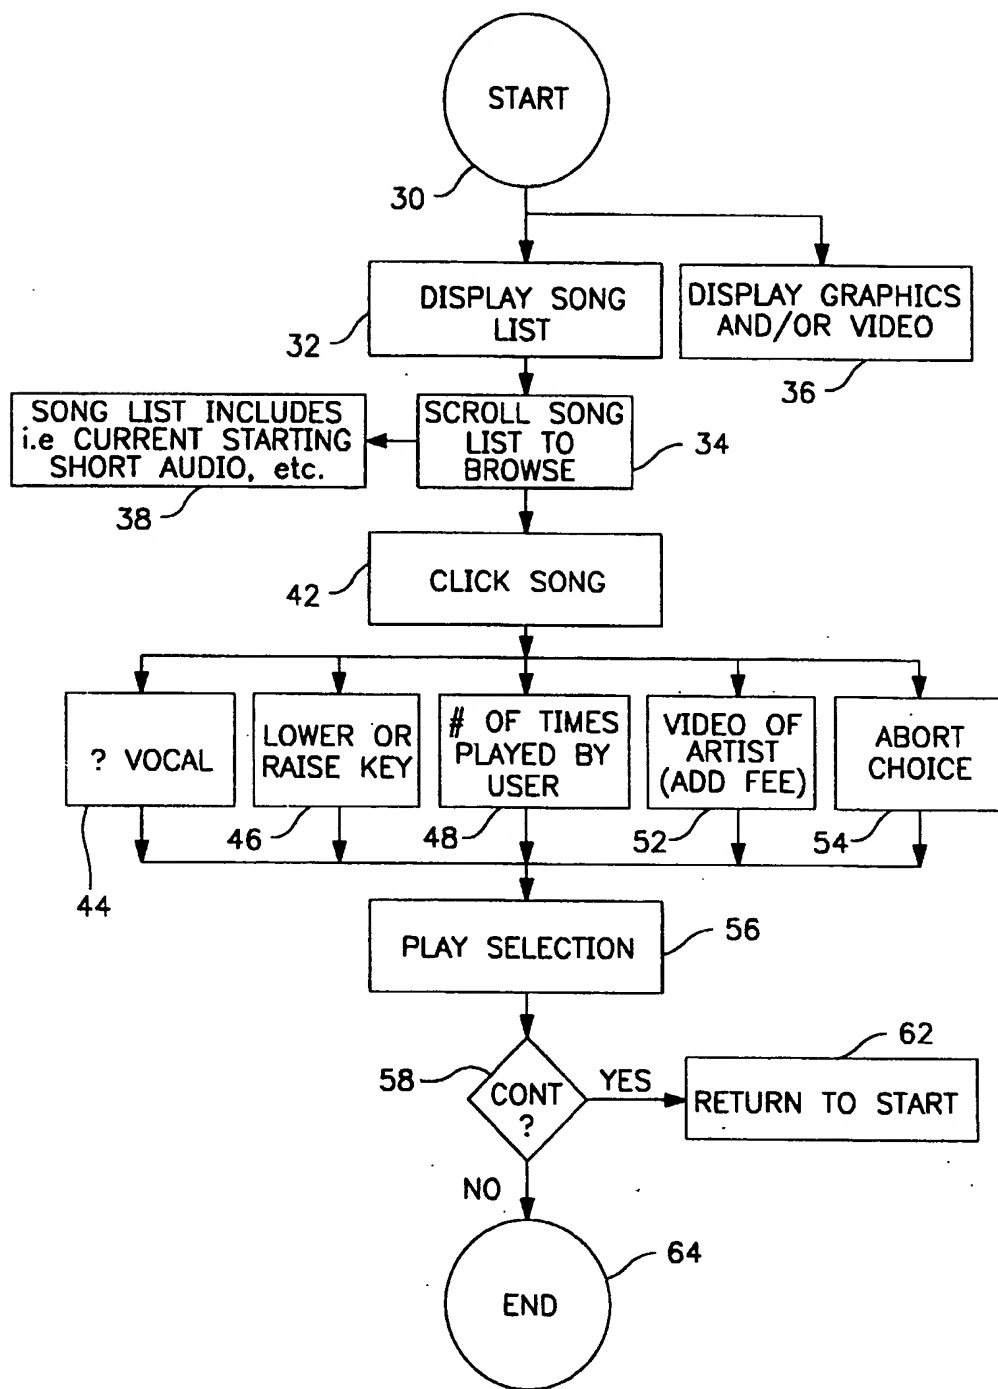 START
30
DISPLAY SONG
LIST
32
DISPLAY GRAPHICS
AND/OR VIDEO
36
SONG LIST INCLUDES
i.e CURRENT STARTING
SHORT AUDIO, etc.
38
SCROLL SONG
LIST TO
BROWSE
34
CLICK SONG
42
? VOCAL
44
LOWER OR
RAISE KEY
46
# OF TIMES
PLAYED BY
USER
48
VIDEO OF
ARTIST
(ADD FEE)
52
ABORT
CHOICE
54
PLAY SELECTION
56
CONT
?
58
YES
RETURN TO START
62
NO
END
64